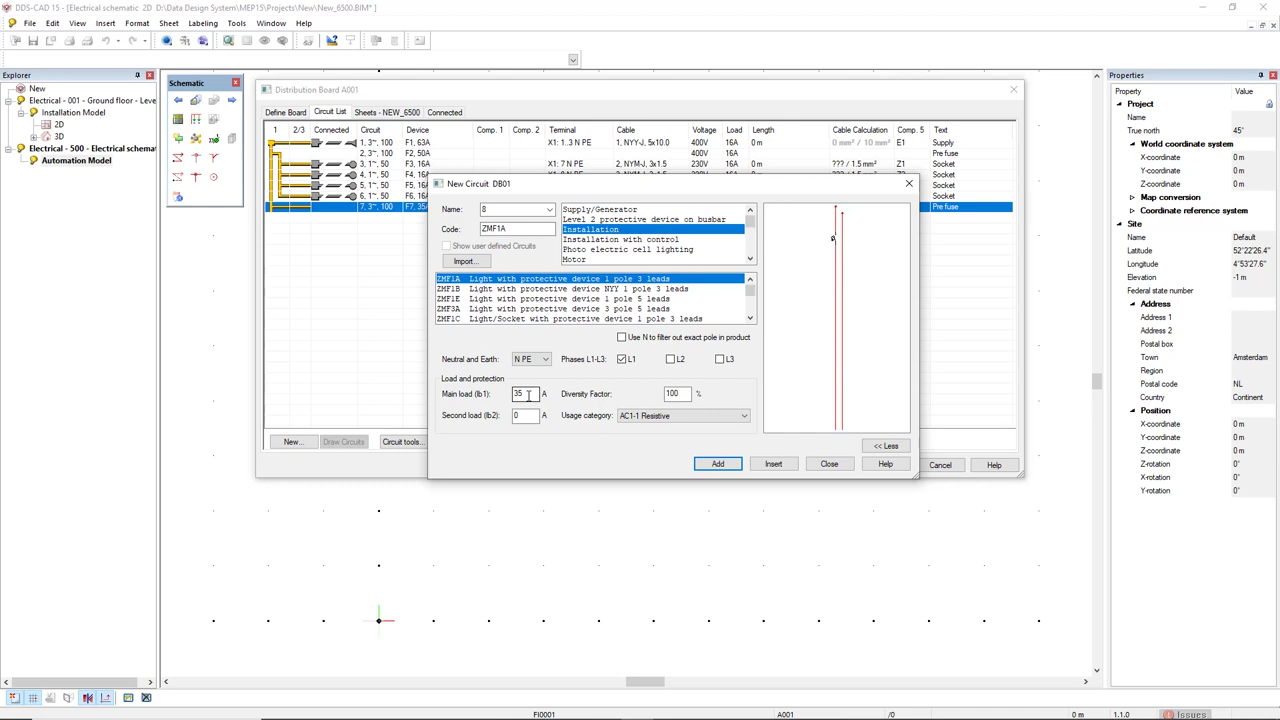 DDS-CAD 15 - [Electrical schematic 2D D:\Data Design System\MEP15\Projects\New\New_6500.BIM* ]
File Edit View Insert Format Sheet Labeling Tools Window Help
Explorer
New
Electrical - 001 - Ground floor - Leve
Installation Model
2D
3D
Electrical - 500 - Electrical schema
Automation Model
Schematic
Distribution Board A001
Define Board Circuit List Sheets - NEW_6500 Connected
1 2/3 Connected Circuit Device Comp. 1 Comp. 2 Terminal Cable Voltage Load Length Cable Calculation Comp. 5 Text
1, 3~, 100 F1, 63A X1: 1..3 N PE 1, NYY-J, 5x10.0 400V 16A 0 m 0 mm² / 10 mm² E1 Supply
2, 3~, 100 F2, 50A 400V 16A Pre fuse
3, 1~, 50 F3, 16A X1: 7 N PE 2, NYM-J, 3x1.5 230V 16A 0 m ??? / 1.5 mm² Z1 Socket
4, 1~, 50 Socket
5, 1~, 50 Socket
6, 1~, 50 Socket
7, 3~, 100 Pre fuse
New Circuit DB01
Name: 8
Code: ZMF1A
Show user defined Circuits
Import...
Supply/Generator
Level 2 protective device on busbar
Installation
Installation with control
Photo electric cell lighting
Motor
ZMF1A Light with protective device 1 pole 3 leads
ZMF1B Light with protective device NYY 1 pole 3 leads
ZMF1E Light with protective device 1 pole 5 leads
ZMF3A Light with protective device 3 pole 5 leads
ZMF1C Light/Socket with protective device 1 pole 3 leads
Use N to filter out exact pole in product
Neutral and Earth: N PE Phases L1-L3: L1 L2 L3
Load and protection
Main load (Ib1): 35 A Diversity Factor: 100 %
Second load (Ib2): 0 A Usage category: AC1-1 Resistive
<< Less
Add Insert Close Help
New... Draw Circuits Circuit tools...
Cancel Help
Properties
Property Value
Project
Name
True north 45°
World coordinate system
X-coordinate 0 m
Y-coordinate 0 m
Z-coordinate 0 m
Map conversion
Coordinate reference system
Site
Name Default
Latitude 52°22'26.4"
Longitude 4°53'27.6"
Elevation -1 m
Federal state number
Address
Address 1
Address 2
Postal box
Town Amsterdam
Region
Postal code NL
Country Continent
Position
X-coordinate 0 m
Y-coordinate 0 m
Z-coordinate 0 m
Z-rotation 0°
X-rotation 0°
Y-rotation 0°
FI0001 A001 /0 0 m 1.1.0 Issues